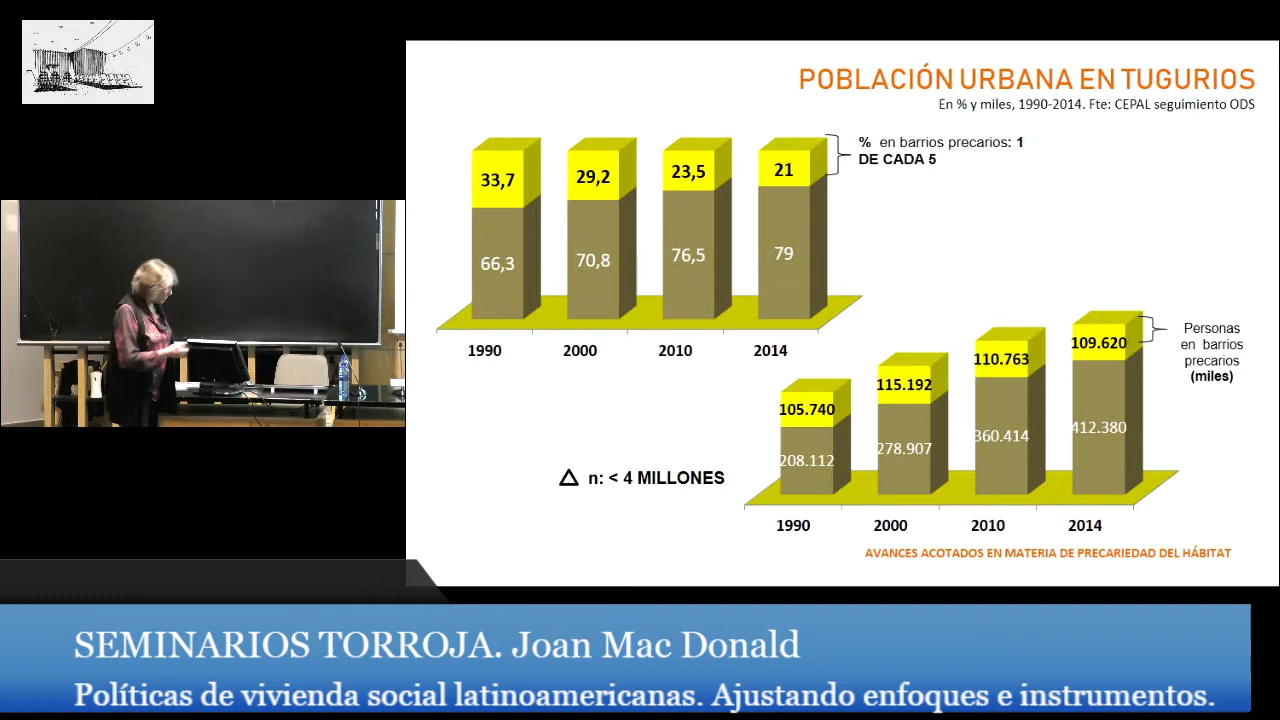 POBLACIÓN URBANA EN TUGURIOS
En % y miles, 1990-2014. Fte: CEPAL seguimiento ODS
% en barrios precarios: 1
DE CADA 5
33,7
29,2
23,5
21
66,3
70,8
76,5
79
1990
2000
2010
2014
Personas
en barrios
precarios
(miles)
105.740
115.192
110.763
109.620
208.112
278.907
360.414
412.380
△ n: < 4 MILLONES
1990
2000
2010
2014
AVANCES ACOTADOS EN MATERIA DE PRECARIEDAD DEL HÁBITAT
SEMINARIOS TORROJA. Joan Mac Donald
Políticas de vivienda social latinoamericanas. Ajustando enfoques e instrumentos.